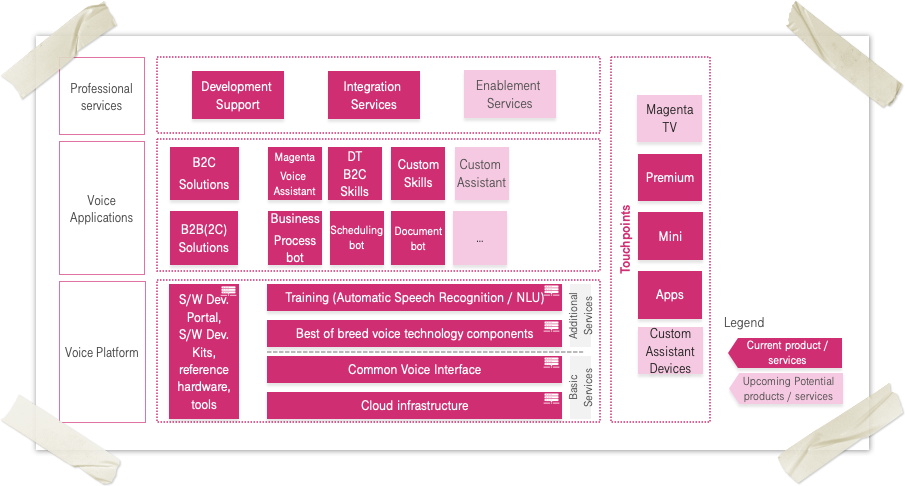 Professional
services
Development
Support
Integration
Services
Enablement
Services
Voice
Applications
B2C
Solutions
Magenta
Voice
Assistant
DT
B2C
Skills
Custom
Skills
Custom
Assistant
B2B(2C)
Solutions
Business
Process
bot
Scheduling
bot
Document
bot
...
Voice Platform
S/W Dev.
Portal,
S/W Dev.
Kits,
reference
hardware,
tools
Training (Automatic Speech Recognition / NLU)
Best of breed voice technology components
Common Voice Interface
Cloud infrastructure
Additional
Services
Basic
Services
Touchpoints
Magenta
TV
Premium
Mini
Apps
Custom
Assistant
Devices
Legend
Current product /
services
Upcoming Potential
products / services